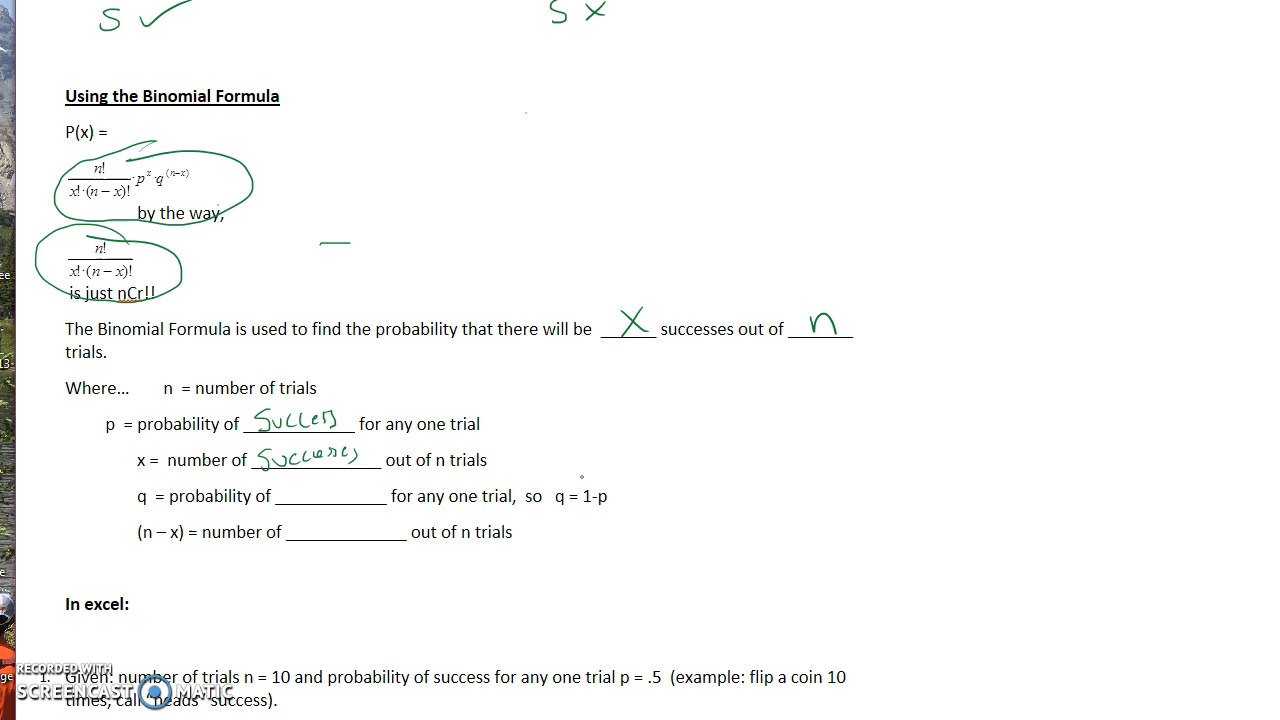 S ✓ S x
Using the Binomial Formula
P(x) =
n!
x!·(n – x)! ·p^x·q^(n–x)
by the way,
n!
x!·(n – x)!
is just nCr!!
The Binomial Formula is used to find the probability that there will be x successes out of n
trials.
Where... n = number of trials
p = probability of success for any one trial
x = number of successes out of n trials
q = probability of ____________ for any one trial, so q = 1-p
(n – x) = number of _____________ out of n trials
In excel:
1. Given: number of trials n = 10 and probability of success for any one trial p = .5 (example: flip a coin 10
times, call "heads" success).
RECORDED WITH
SCREENCAST MATIC